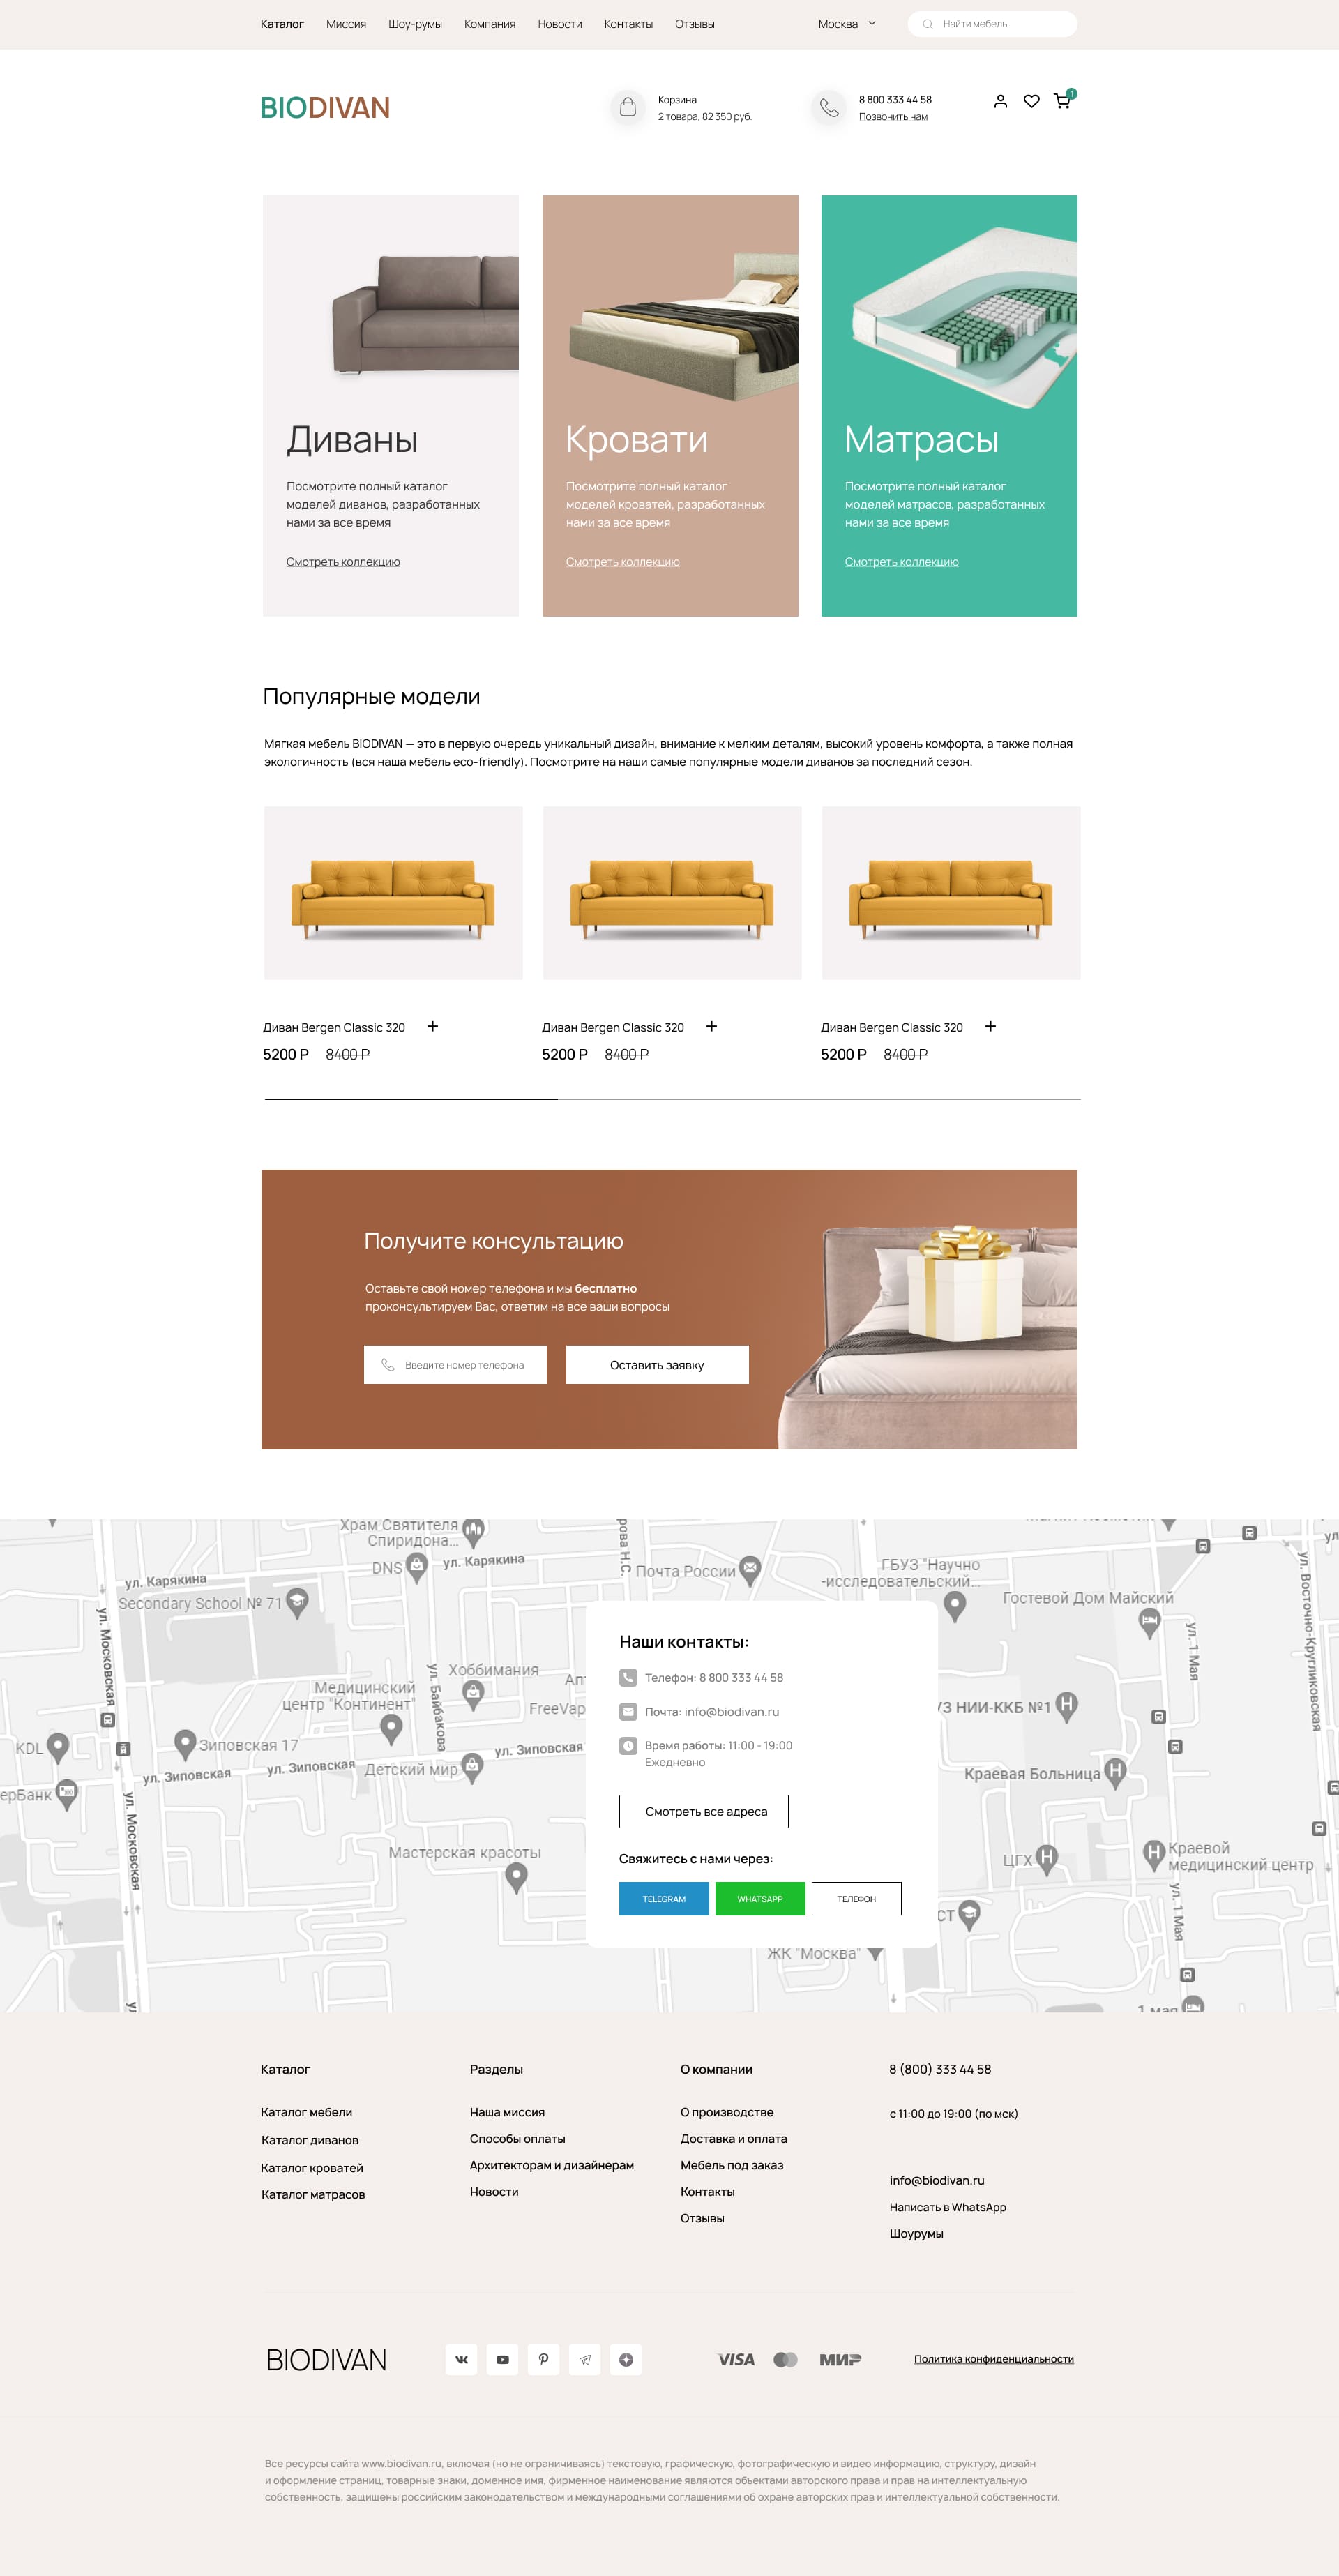 Каталог
Миссия
Шоу-румы
Компания
Новости
Контакты
Отзывы
Москва
Найти мебель
BIODIVAN
Корзина
2 товара, 82 350 руб.
8 800 333 44 58
Позвонить нам
1
Диваны
Посмотрите полный каталог
моделей диванов, разработанных
нами за все время
Смотреть коллекцию
Кровати
Посмотрите полный каталог
моделей кроватей, разработанных
нами за все время
Смотреть коллекцию
Матрасы
Посмотрите полный каталог
моделей матрасов, разработанных
нами за все время
Смотреть коллекцию
Популярные модели
Мягкая мебель BIODIVAN — это в первую очередь уникальный дизайн, внимание к мелким деталям, высокий уровень комфорта, а также полная
экологичность (вся наша мебель eco-friendly). Посмотрите на наши самые популярные модели диванов за последний сезон.
Диван Bergen Classic 320
5200 Р 8400 Р
Диван Bergen Classic 320
5200 Р 8400 Р
Диван Bergen Classic 320
5200 Р 8400 Р
Получите консультацию
Оставьте свой номер телефона и мы бесплатно
проконсультируем Вас, ответим на все ваши вопросы
Введите номер телефона
Оставить заявку
Храм Святителя
Спиридона...
DNS
ул. Карякина
ул. Карякина
Secondary School № 71
рова Н.С.
Почта России
ГБУЗ "Научно
-исследовательский...
Гостевой Дом Майский
ул. Восточно-Кругликовская
ул. 1 Мая
ул. Московская
Хоббимания
Медицинский
центр "Континент"
ул. Байбакова
FreeVap
УЗ НИИ-ККБ №1
KDL
Зиповская 17
ул. Зиповская
ул. Зиповская
ул. Зиповская
Детский мир
Краевая Больница
ерБанк
ул. Московская
Мастерская красоты
ЦГХ
Краевой
медицинский центр
ул. 1 Мая
СТ
ЖК "Москва"
1 мая
Наши контакты:
Телефон: 8 800 333 44 58
Почта: info@biodivan.ru
Время работы: 11:00 - 19:00
Ежедневно
Смотреть все адреса
Свяжитесь с нами через:
TELEGRAM
WHATSAPP
ТЕЛЕФОН
Каталог
Каталог мебели
Каталог диванов
Каталог кроватей
Каталог матрасов
Разделы
Наша миссия
Способы оплаты
Архитекторам и дизайнерам
Новости
О компании
О производстве
Доставка и оплата
Мебель под заказ
Контакты
Отзывы
8 (800) 333 44 58
с 11:00 до 19:00 (по мск)
info@biodivan.ru
Написать в WhatsApp
Шоурумы
BIODIVAN
VISA
МИР
Политика конфиденциальности
Все ресурсы сайта www.biodivan.ru, включая (но не ограничиваясь) текстовую, графическую, фотографическую и видео информацию, структуру, дизайн
и оформление страниц, товарные знаки, доменное имя, фирменное наименование являются объектами авторского права и прав на интеллектуальную
собственность, защищены российским законодательством и международными соглашениями об охране авторских прав и интеллектуальной собственности.